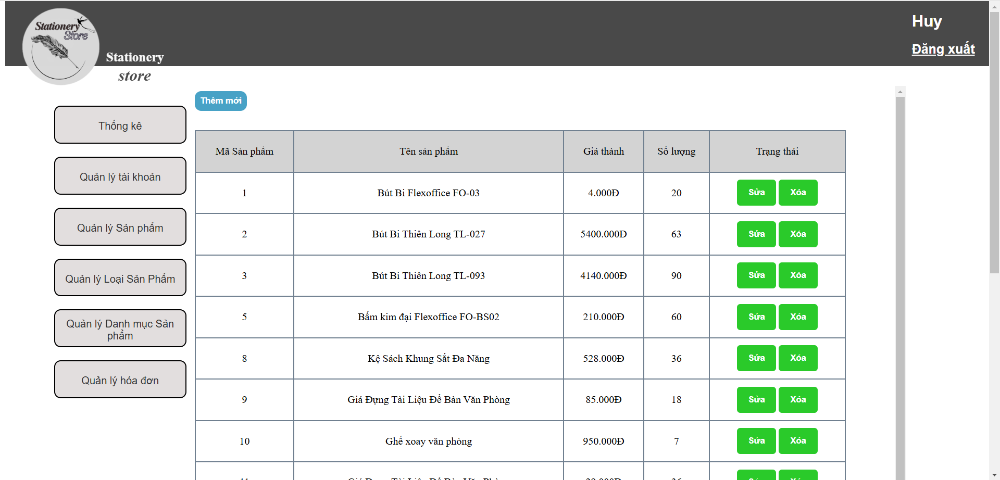 Stationery
Store
Stationery
store
Huy
Đăng xuất
Thêm mới
Thống kê
Quản lý tài khoản
Quản lý Sản phẩm
Quản lý Loại Sản Phẩm
Quản lý Danh mục Sản
phẩm
Quản lý hóa đơn
Mã Sản phẩm Tên sản phẩm Giá thành Số lượng Trạng thái
1 Bút Bi Flexoffice FO-03 4.000Đ 20 Sửa Xóa
2 Bút Bi Thiên Long TL-027 5400.000Đ 63 Sửa Xóa
3 Bút Bi Thiên Long TL-093 4140.000Đ 90 Sửa Xóa
5 Bấm kim đại Flexoffice FO-BS02 210.000Đ 60 Sửa Xóa
8 Kệ Sách Khung Sắt Đa Năng 528.000Đ 36 Sửa Xóa
9 Giá Đựng Tài Liệu Để Bàn Văn Phòng 85.000Đ 18 Sửa Xóa
10 Ghế xoay văn phòng 950.000Đ 7 Sửa Xóa